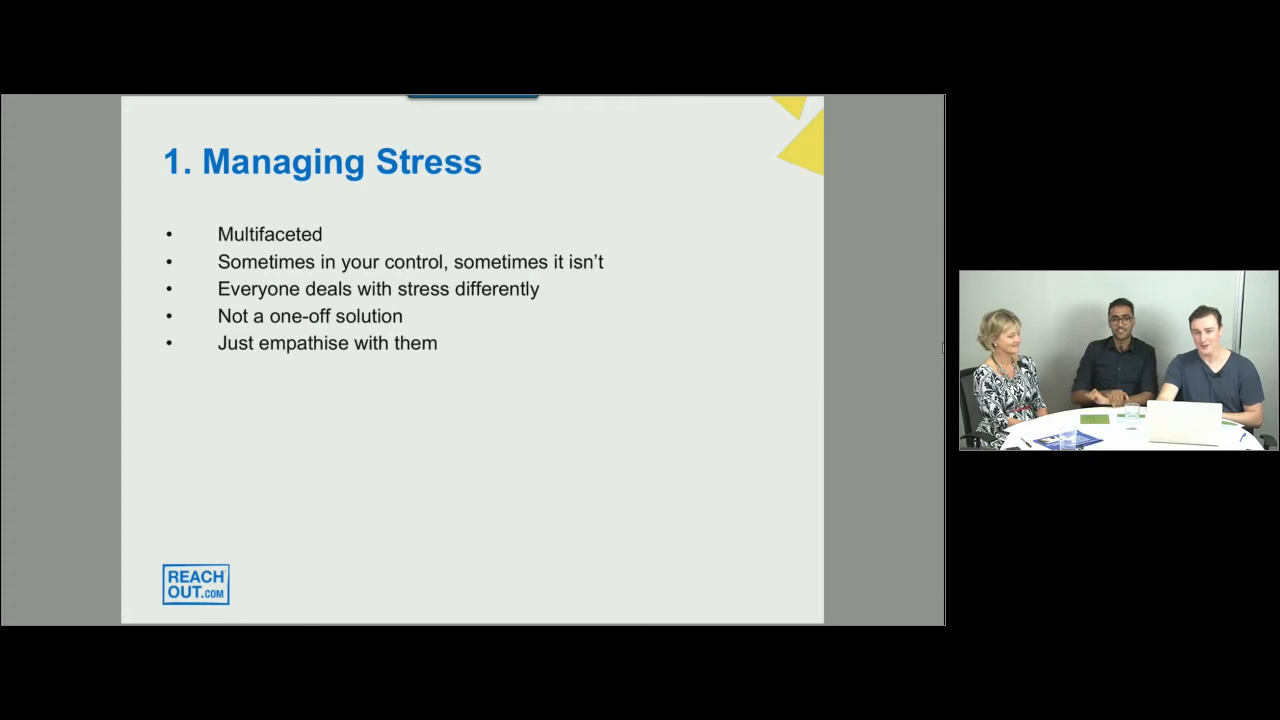 1. Managing Stress
• Multifaceted
• Sometimes in your control, sometimes it isn't
• Everyone deals with stress differently
• Not a one-off solution
• Just empathise with them
REACH
OUT.COM